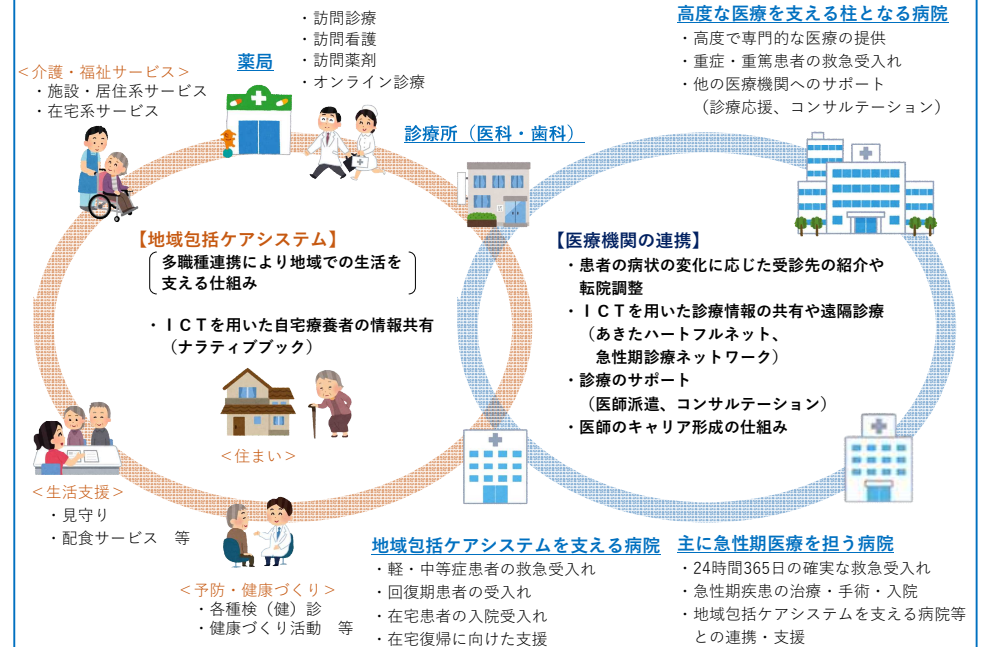 ・訪問診療
・訪問看護
・訪問薬剤
・オンライン診療
薬局
＜介護・福祉サービス＞
・施設・居住系サービス
・在宅系サービス
診療所（医科・歯科）
高度な医療を支える柱となる病院
・高度で専門的な医療の提供
・重症・重篤患者の救急受入れ
・他の医療機関へのサポート
（診療応援、コンサルテーション）
【地域包括ケアシステム】
多職種連携により地域での生活を
支える仕組み
・ＩＣＴを用いた自宅療養者の情報共有
（ナラティブブック）
＜住まい＞
【医療機関の連携】
・患者の病状の変化に応じた受診先の紹介や
転院調整
・ＩＣＴを用いた診療情報の共有や遠隔診療
（あきたハートフルネット、
急性期診療ネットワーク）
・診療のサポート
（医師派遣、コンサルテーション）
・医師のキャリア形成の仕組み
＜生活支援＞
・見守り
・配食サービス　等
＜予防・健康づくり＞
・各種検（健）診
・健康づくり活動　等
地域包括ケアシステムを支える病院
・軽・中等症患者の救急受入れ
・回復期患者の受入れ
・在宅患者の入院受入れ
・在宅復帰に向けた支援
主に急性期医療を担う病院
・24時間365日の確実な救急受入れ
・急性期疾患の治療・手術・入院
・地域包括ケアシステムを支える病院等
との連携・支援